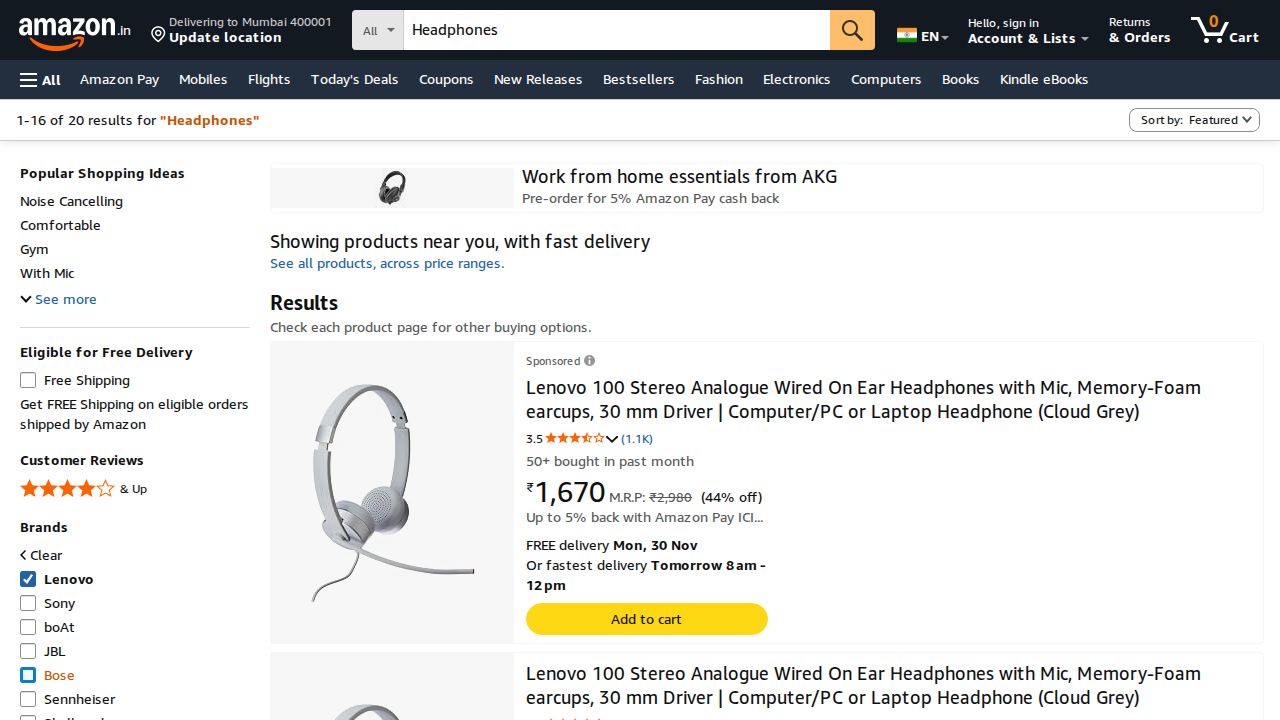 amazon.in
Delivering to Mumbai 400001
Update location
All
Headphones
EN
Hello, sign in
Account & Lists
Returns
& Orders
0
Cart
All
Amazon Pay
Mobiles
Flights
Today's Deals
Coupons
New Releases
Bestsellers
Fashion
Electronics
Computers
Books
Kindle eBooks
1-16 of 20 results for "Headphones"
Sort by: Featured
Popular Shopping Ideas
Noise Cancelling
Comfortable
Gym
With Mic
See more
Eligible for Free Delivery
Free Shipping
Get FREE Shipping on eligible orders
shipped by Amazon
Customer Reviews
& Up
Brands
Clear
Lenovo
Sony
boAt
JBL
Bose
Sennheiser
Work from home essentials from AKG
Pre-order for 5% Amazon Pay cash back
Showing products near you, with fast delivery
See all products, across price ranges.
Results
Check each product page for other buying options.
Sponsored
Lenovo 100 Stereo Analogue Wired On Ear Headphones with Mic, Memory-Foam
earcups, 30 mm Driver | Computer/PC or Laptop Headphone (Cloud Grey)
3.5 (1.1K)
50+ bought in past month
₹1,670 M.R.P: ₹2,980 (44% off)
Up to 5% back with Amazon Pay ICI...
FREE delivery Mon, 30 Nov
Or fastest delivery Tomorrow 8 am -
12 pm
Add to cart
Lenovo 100 Stereo Analogue Wired On Ear Headphones with Mic, Memory-Foam
earcups, 30 mm Driver | Computer/PC or Laptop Headphone (Cloud Grey)